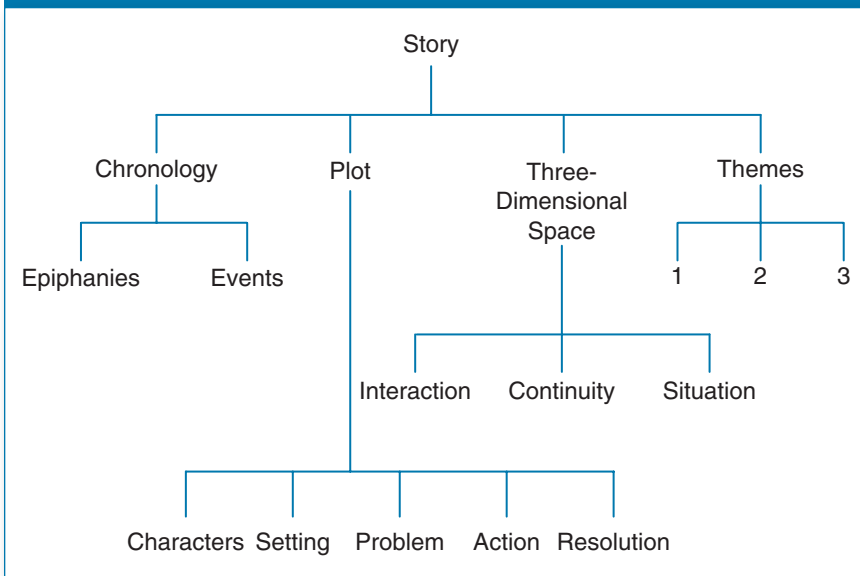 Story
Chronology
Plot
Three-
Dimensional
Space
Themes
Epiphanies
Events
1
2
3
Interaction
Continuity
Situation
Characters
Setting
Problem
Action
Resolution